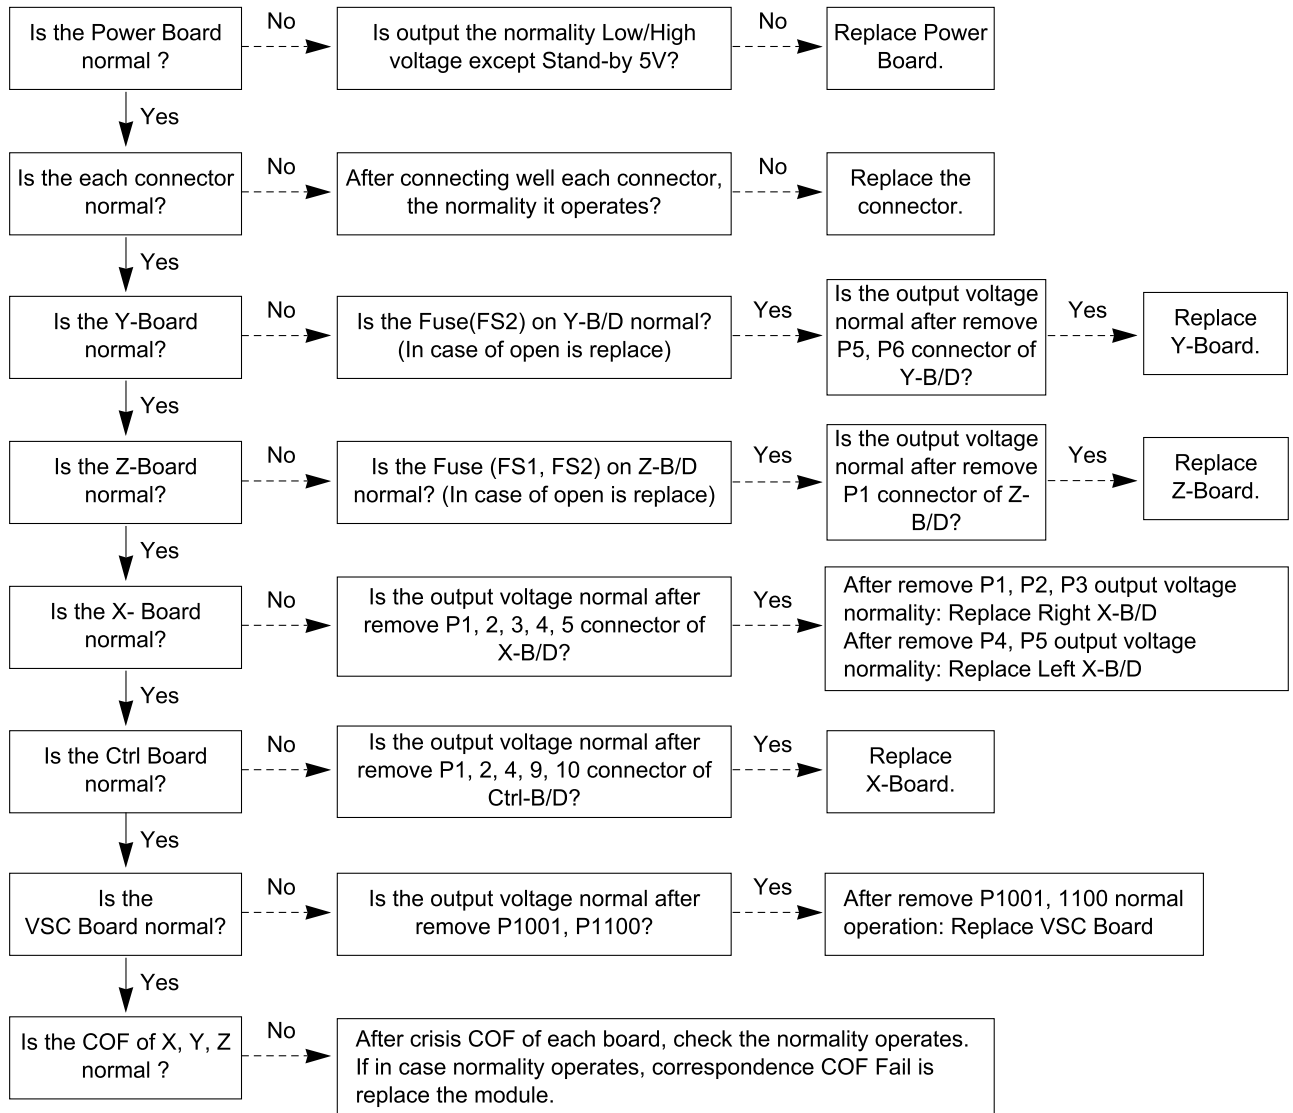 Is the Power Board
normal ?
No
Is output the normality Low/High
voltage except Stand-by 5V?
No
Replace Power
Board.
Yes
Is the each connector
normal?
No
After connecting well each connector,
the normality it operates?
No
Replace the
connector.
Yes
Is the Y-Board
normal?
No
Is the Fuse(FS2) on Y-B/D normal?
(In case of open is replace)
Yes
Is the output voltage
normal after remove
P5, P6 connector of
Y-B/D?
Yes
Replace
Y-Board.
Yes
Is the Z-Board
normal?
No
Is the Fuse (FS1, FS2) on Z-B/D
normal? (In case of open is replace)
Yes
Is the output voltage
normal after remove
P1 connector of Z-
B/D?
Yes
Replace
Z-Board.
Yes
Is the X- Board
normal?
No
Is the output voltage normal after
remove P1, 2, 3, 4, 5 connector of
X-B/D?
Yes
After remove P1, P2, P3 output voltage
normality: Replace Right X-B/D
After remove P4, P5 output voltage
normality: Replace Left X-B/D
Yes
Is the Ctrl Board
normal?
No
Is the output voltage normal after
remove P1, 2, 4, 9, 10 connector of
Ctrl-B/D?
Yes
Replace
X-Board.
Yes
Is the
VSC Board normal?
No
Is the output voltage normal after
remove P1001, P1100?
Yes
After remove P1001, 1100 normal
operation: Replace VSC Board
Yes
Is the COF of X, Y, Z
normal ?
No
After crisis COF of each board, check the normality operates.
If in case normality operates, correspondence COF Fail is
replace the module.